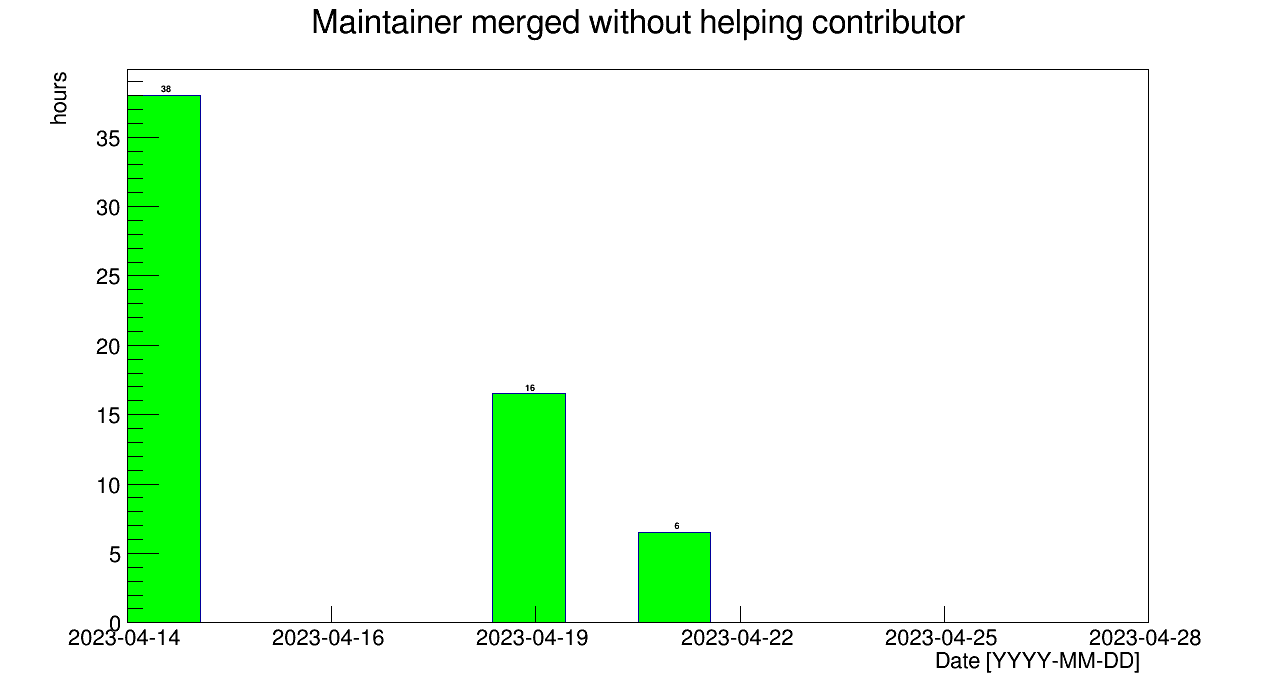 Maintainer merged without helping contributor
hours
38
35
30
25
20
16
15
10
6
5
0
2023-04-14 2023-04-16 2023-04-19 2023-04-22 2023-04-25 2023-04-28
Date [YYYY-MM-DD]